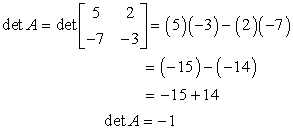 det A = det [ 5 2 ; -7 -3 ] = (5)(-3) - (2)(-7)
= (-15) - (-14)
= -15 + 14
det A = -1